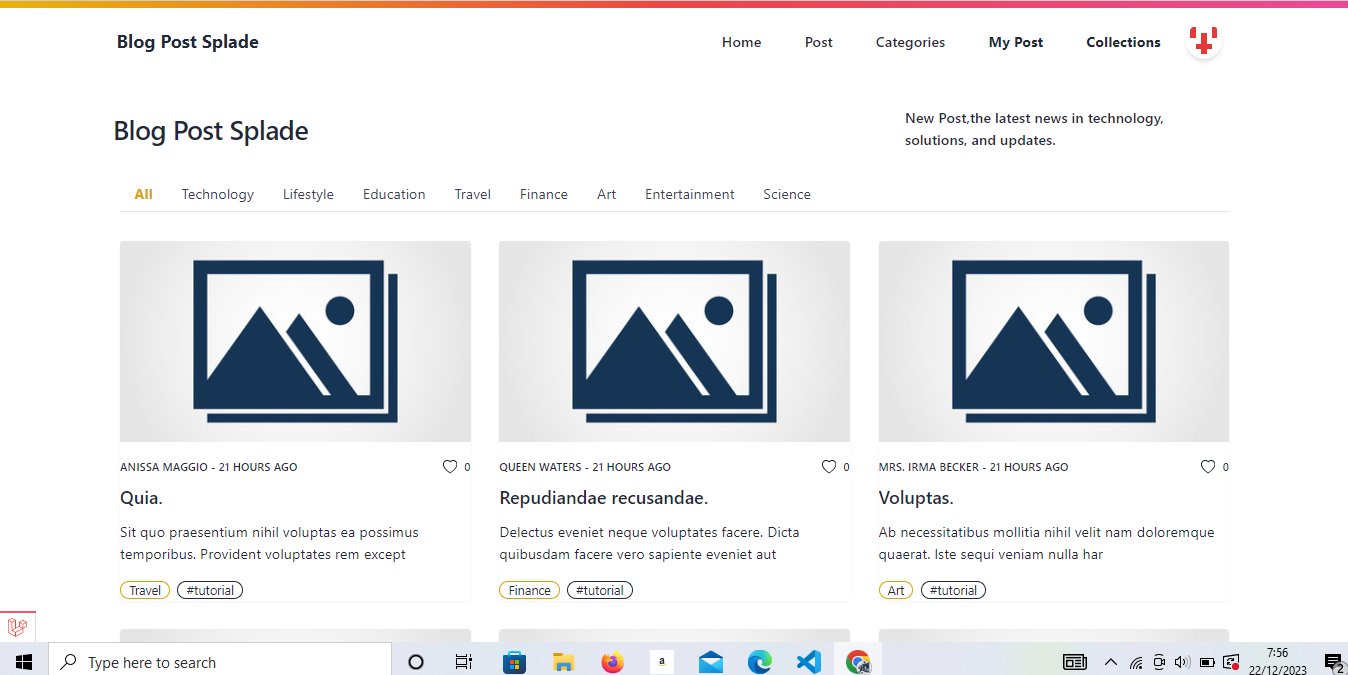 Blog Post Splade
Home Post Categories My Post Collections
Blog Post Splade
New Post,the latest news in technology,
solutions, and updates.
All Technology Lifestyle Education Travel Finance Art Entertainment Science
ANISSA MAGGIO - 21 HOURS AGO 0
Quia.
Sit quo praesentium nihil voluptas ea possimus
temporibus. Provident voluptates rem except
Travel #tutorial
QUEEN WATERS - 21 HOURS AGO 0
Repudiandae recusandae.
Delectus eveniet neque voluptates facere. Dicta
quibusdam facere vero sapiente eveniet aut
Finance #tutorial
MRS. IRMA BECKER - 21 HOURS AGO 0
Voluptas.
Ab necessitatibus mollitia nihil velit nam doloremque
quaerat. Iste sequi veniam nulla har
Art #tutorial
Type here to search
a
7:56
22/12/2023
2